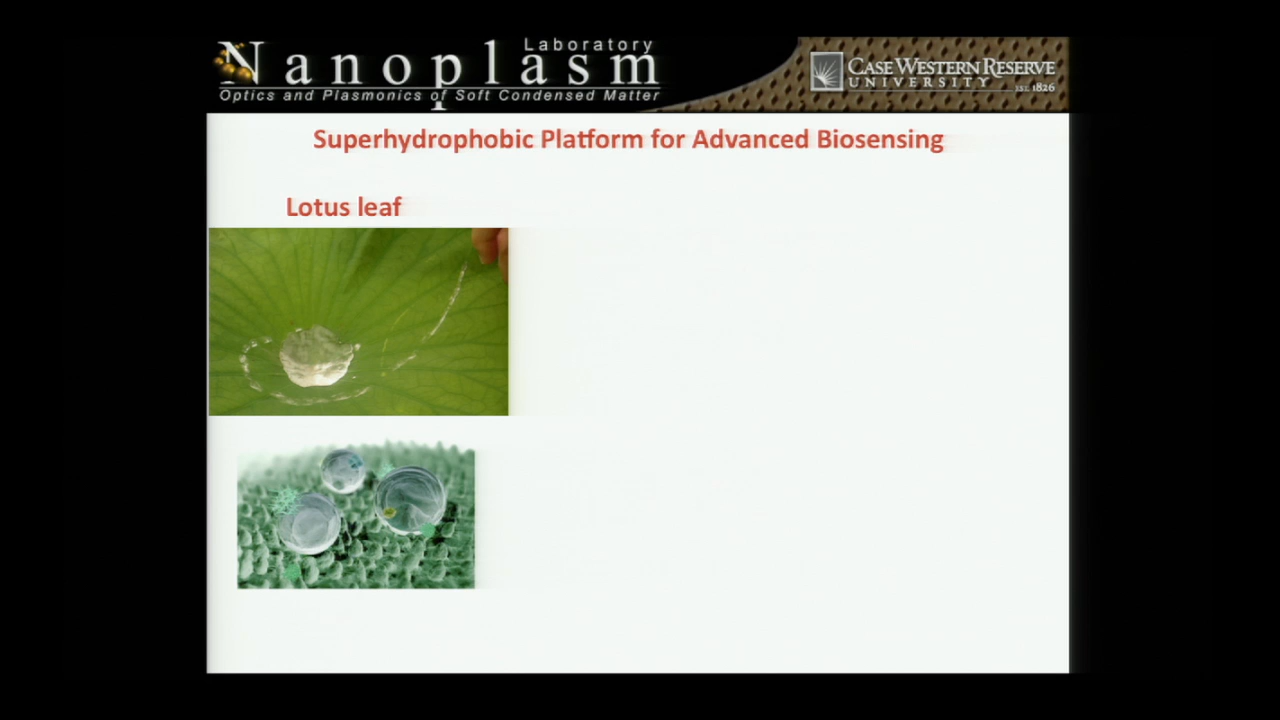 Laboratory
Nanoplasm
Optics and Plasmonics of Soft Condensed Matter
CASE WESTERN RESERVE
UNIVERSITY EST. 1826
Superhydrophobic Platform for Advanced Biosensing
Lotus leaf